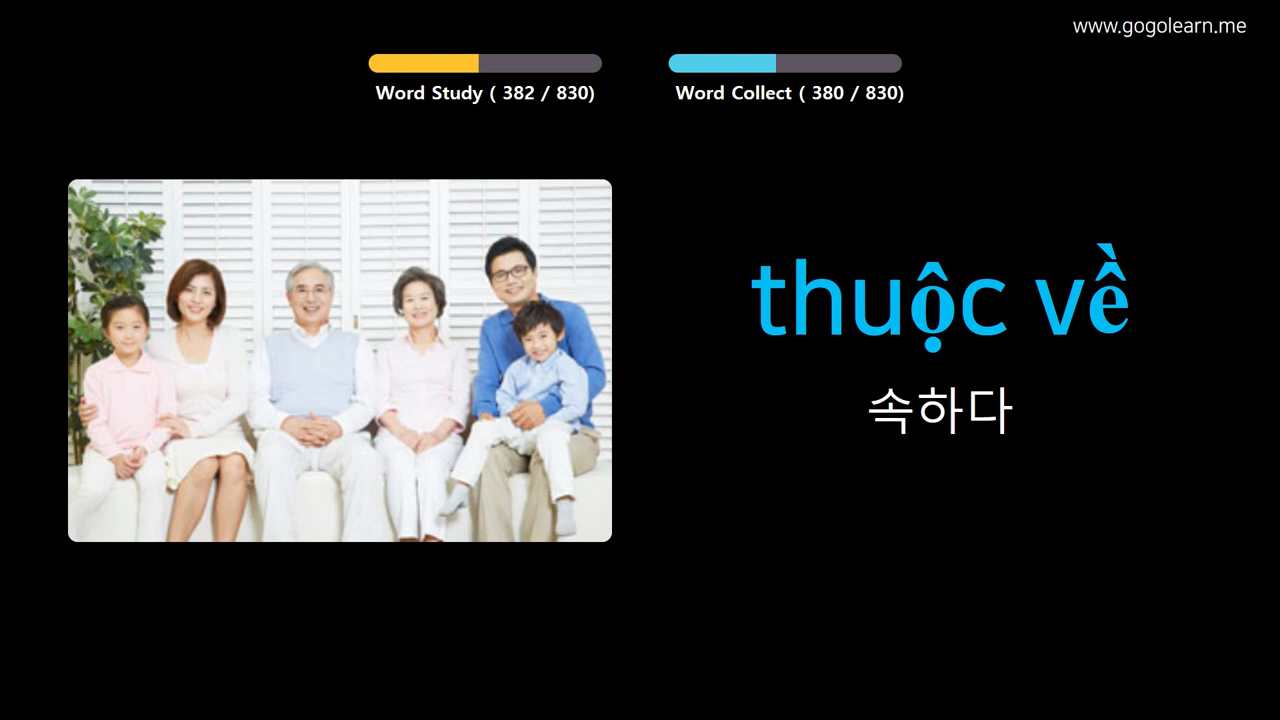 www.gogolearn.me
Word Study ( 382 / 830)
Word Collect ( 380 / 830)
thuộc về
속하다